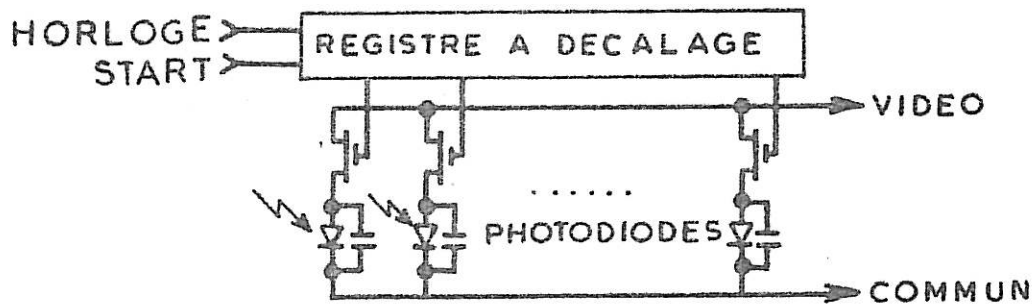 HORLOGE
START
REGISTRE A DECALAGE
VIDEO
......
PHOTODIODES
COMMUN